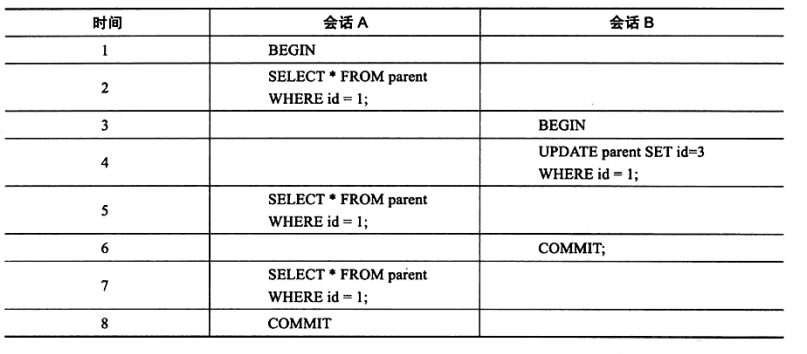 时间 会话 A 会话 B
1 BEGIN
SELECT * FROM parent
2
WHERE id = 1;
3 BEGIN
UPDATE parent SET id=3
4
WHERE id = 1;
SELECT * FROM parent
5
WHERE id = 1;
6 COMMIT;
SELECT * FROM parent
7
WHERE id = 1;
8 COMMIT